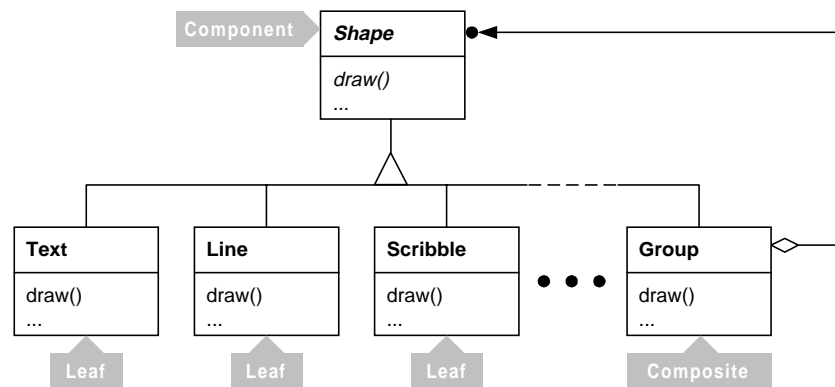 Component
Shape
draw()
...
Text
draw()
...
Line
draw()
...
Scribble
draw()
...
Group
draw()
...
Leaf
Leaf
Leaf
Composite